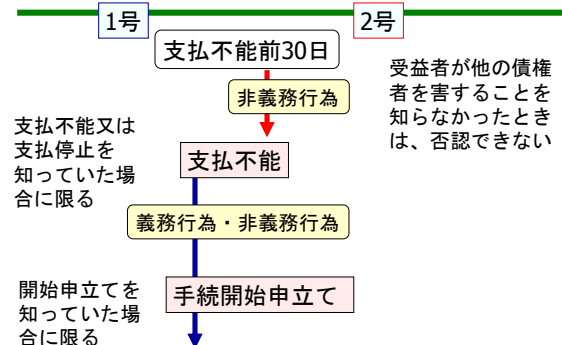 1号
2号
支払不能前30日
受益者が他の債権
者を害することを
知らなかったとき
は、否認できない
非義務行為
支払不能又は
支払停止を
知っていた場
合に限る
支払不能
義務行為・非義務行為
開始申立てを
知っていた場
合に限る
手続開始申立て